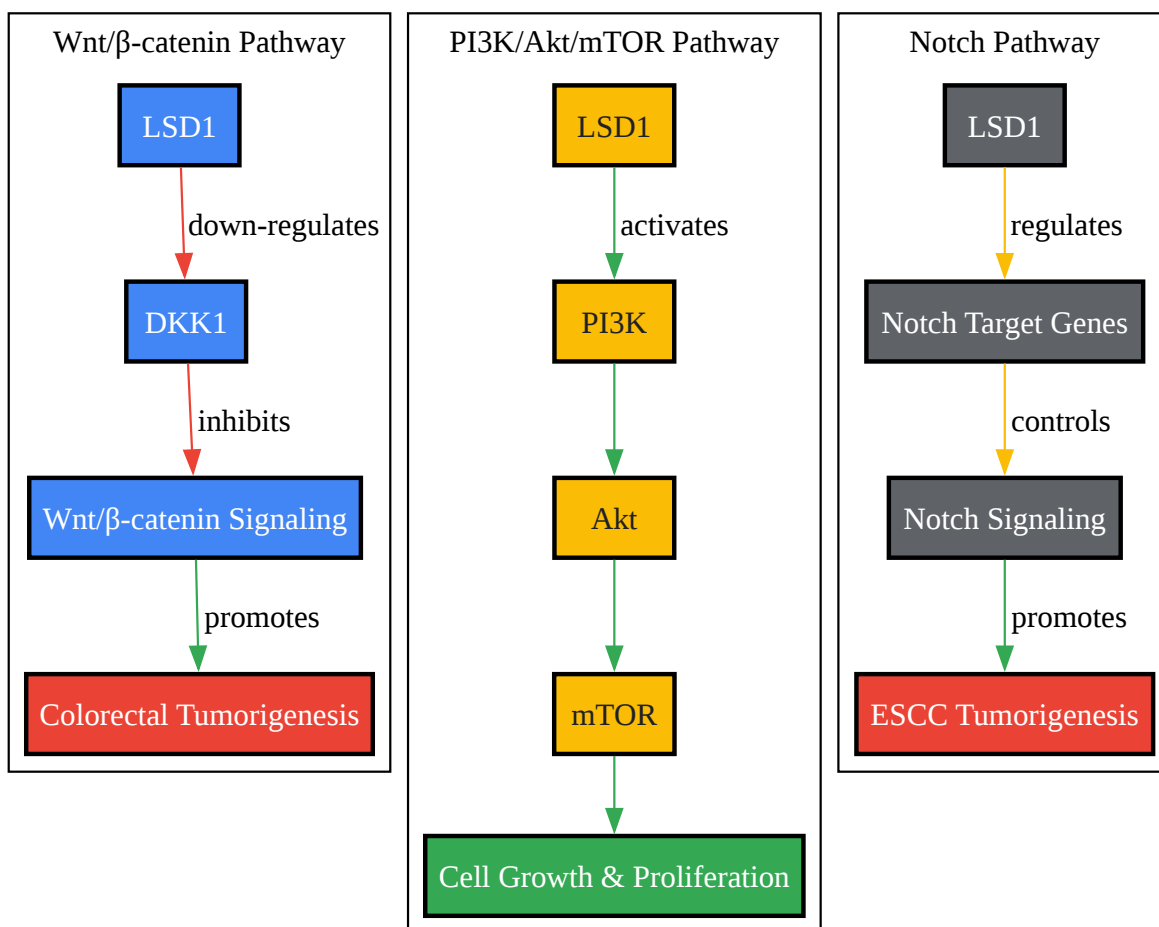 Wnt/β-catenin Pathway
LSD1
down-regulates
DKK1
inhibits
Wnt/β-catenin Signaling
promotes
Colorectal Tumorigenesis
PI3K/Akt/mTOR Pathway
LSD1
activates
PI3K
Akt
mTOR
Cell Growth & Proliferation
Notch Pathway
LSD1
regulates
Notch Target Genes
controls
Notch Signaling
promotes
ESCC Tumorigenesis